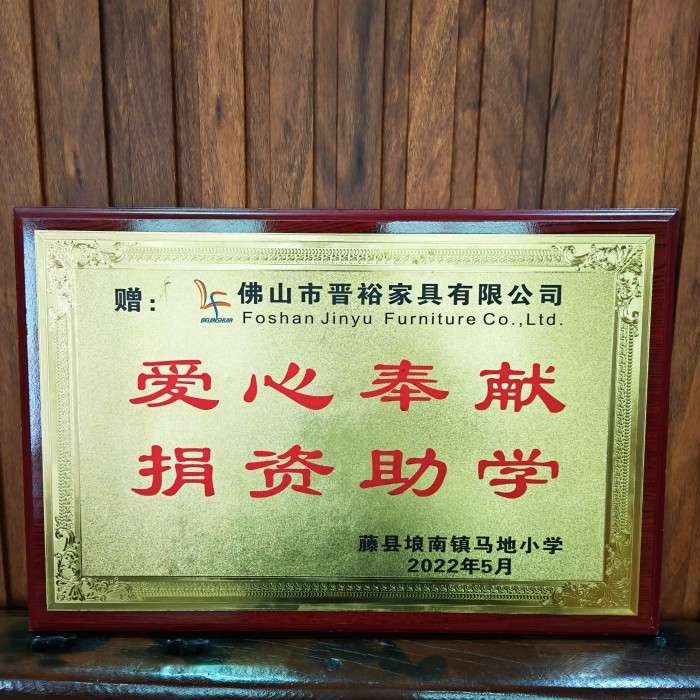 赠：
佛山市晋裕家具有限公司
Foshan Jinyu Furniture Co.,Ltd.
爱心奉献
捐资助学
藤县埌南镇马地小学
2022年5月